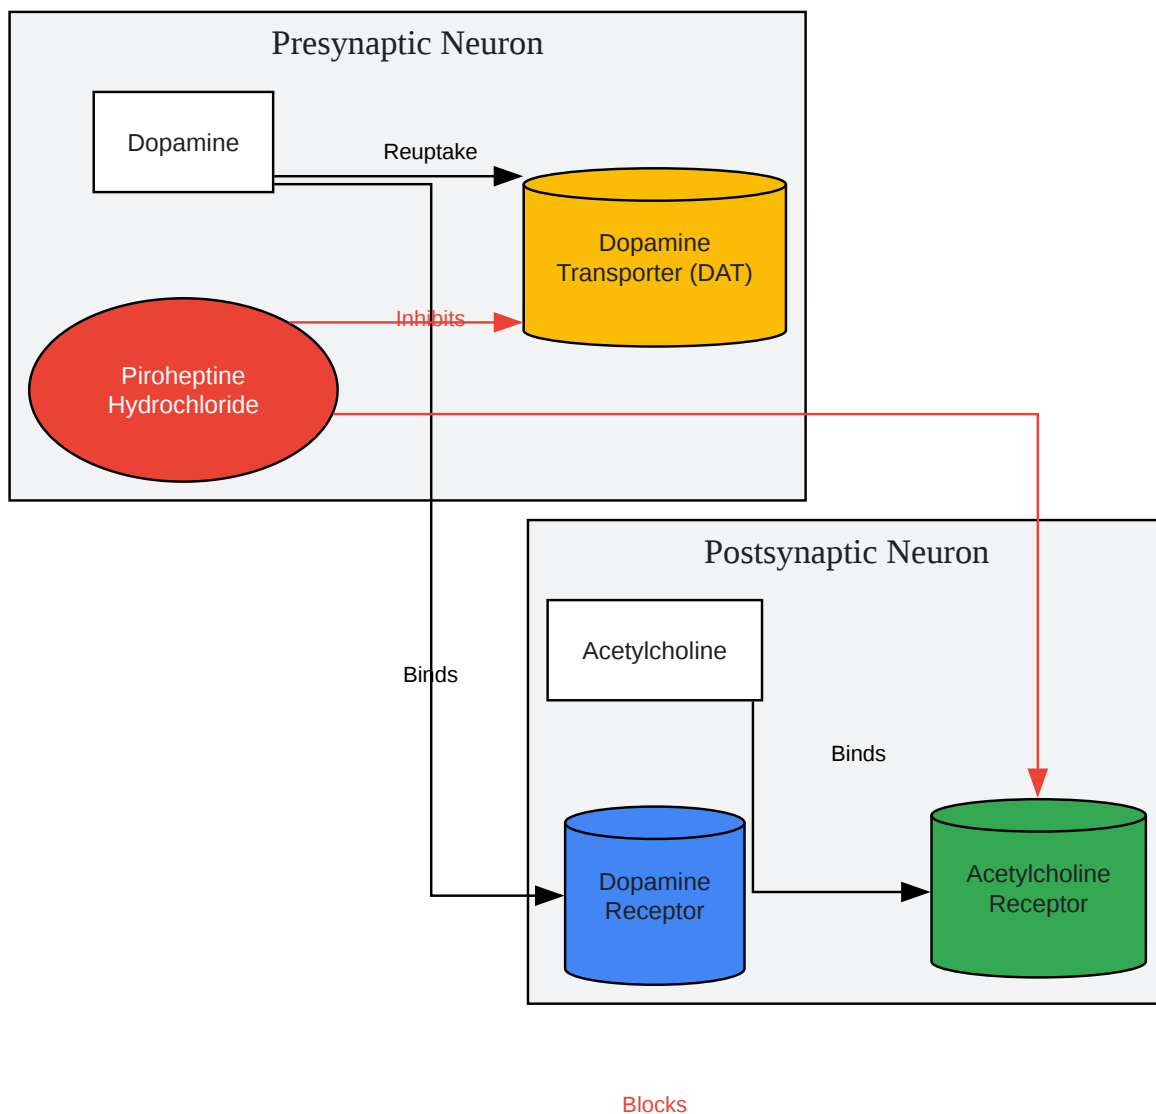 Presynaptic Neuron
Dopamine
Reuptake
Dopamine
Transporter (DAT)
Inhibits
Piroheptine
Hydrochloride
Postsynaptic Neuron
Acetylcholine
Binds
Binds
Dopamine
Receptor
Acetylcholine
Receptor
Blocks